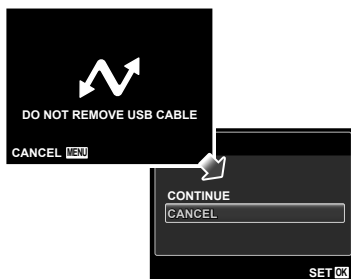 DO NOT REMOVE USB CABLE
CANCEL MENU
CONTINUE
CANCEL
SET OK